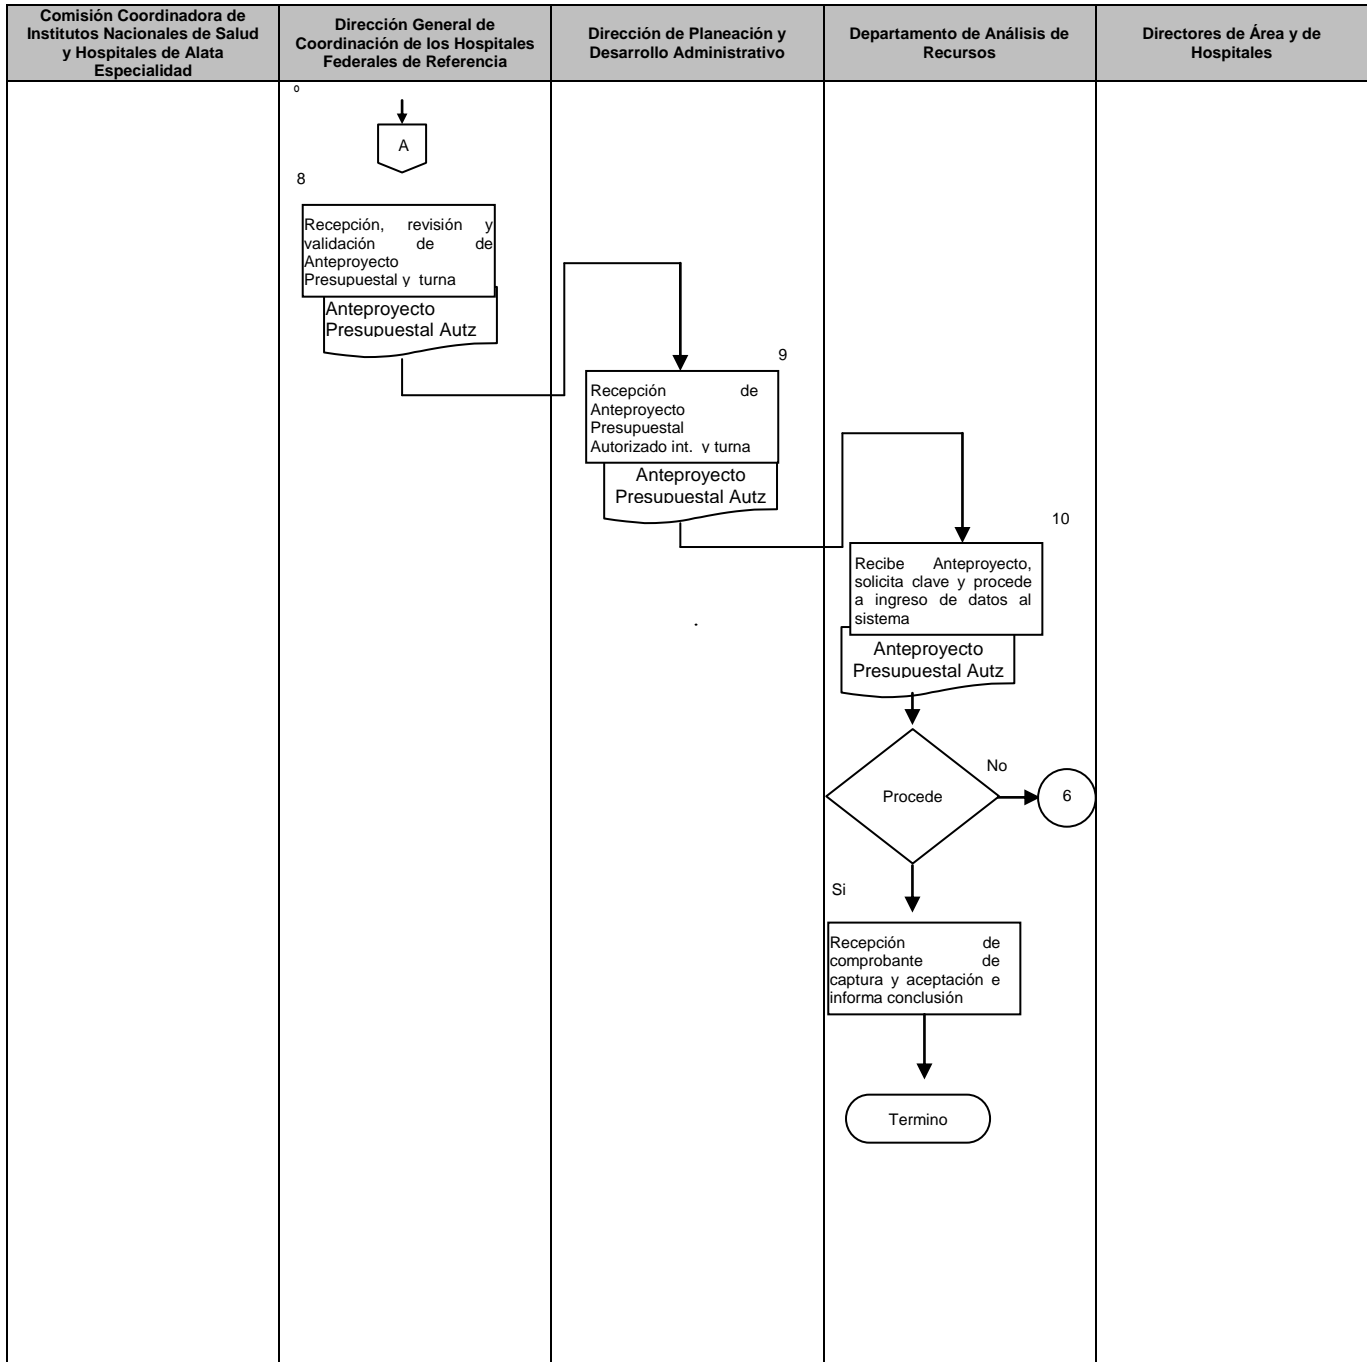 Comisión Coordinadora de
Institutos Nacionales de Salud
y Hospitales de Alata
Especialidad
Dirección General de
Coordinación de los Hospitales
Federales de Referencia
Dirección de Planeación y
Desarrollo Administrativo
Departamento de Análisis de
Recursos
Directores de Área y de
Hospitales
o
A
8
Recepción, revisión y
validación de de
Anteproyecto
Presupuestal y turna
Anteproyecto
Presupuestal Autz
9
Recepción de
Anteproyecto
Presupuestal
Autorizado int. y turna
Anteproyecto
Presupuestal Autz
10
Recibe Anteproyecto,
solicita clave y procede
a ingreso de datos al
sistema
Anteproyecto
Presupuestal Autz
.
Procede
No
6
Si
Recepción de
comprobante de
captura y aceptación e
informa conclusión
Termino